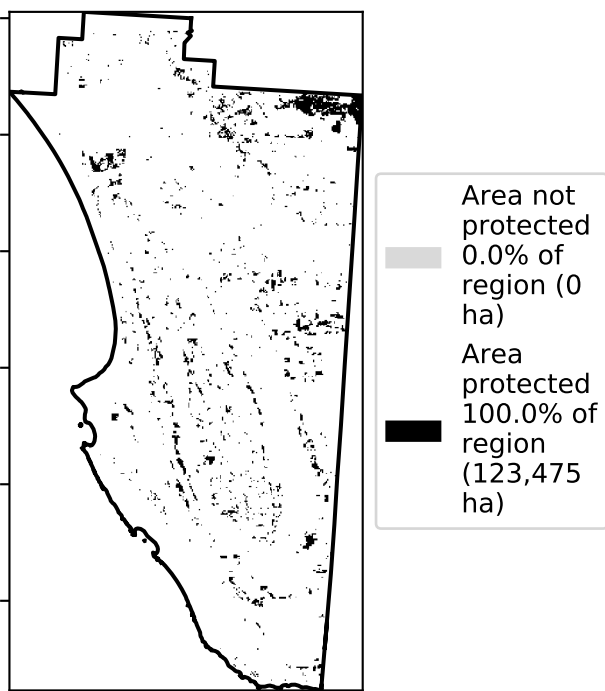 Area not
protected
0.0% of
region (0
ha)
Area
protected
100.0% of
region
(123,475
ha)